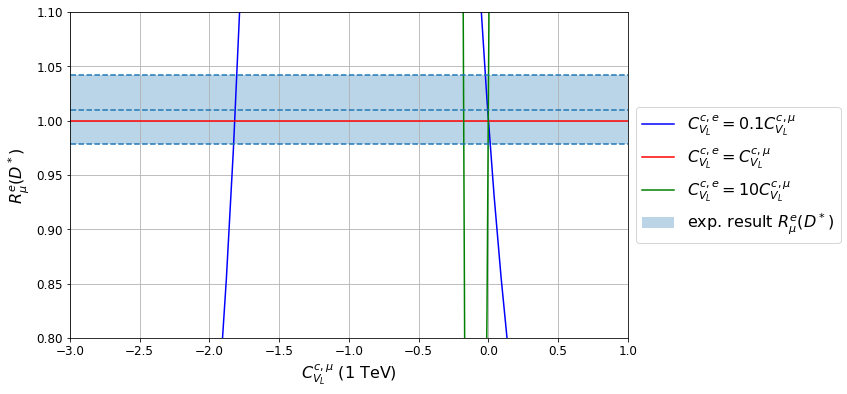 1.10
1.05
1.00
0.95
0.90
0.85
0.80
R^e_μ(D^*)
−3.0 −2.5 −2.0 −1.5 −1.0 −0.5 0.0 0.5 1.0
C^{c,μ}_{V_L} (1 TeV)
C^{c,e}_{V_L} = 0.1C^{c,μ}_{V_L}
C^{c,e}_{V_L} = C^{c,μ}_{V_L}
C^{c,e}_{V_L} = 10C^{c,μ}_{V_L}
exp. result R^e_μ(D^*)